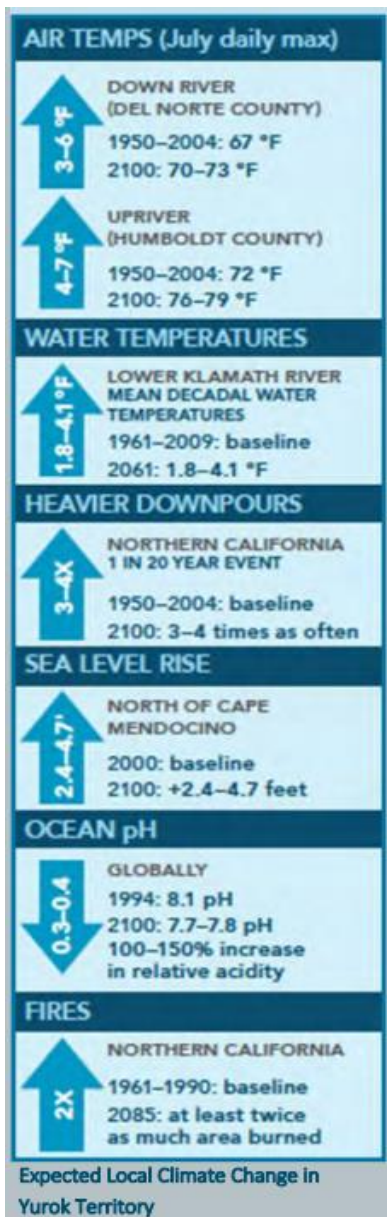 AIR TEMPS (July daily max)
3–6 °F
DOWN RIVER
(DEL NORTE COUNTY)
1950–2004: 67 °F
2100: 70–73 °F
4–7 °F
UPRIVER
(HUMBOLDT COUNTY)
1950–2004: 72 °F
2100: 76–79 °F
WATER TEMPERATURES
1.8–4.1 °F
LOWER KLAMATH RIVER
MEAN DECADAL WATER
TEMPERATURES
1961–2009: baseline
2061: 1.8–4.1 °F
HEAVIER DOWNPOURS
3–4X
NORTHERN CALIFORNIA
1 IN 20 YEAR EVENT
1950–2004: baseline
2100: 3–4 times as often
SEA LEVEL RISE
2.4–4.7'
NORTH OF CAPE
MENDOCINO
2000: baseline
2100: +2.4–4.7 feet
OCEAN pH
0.3–0.4
GLOBALLY
1994: 8.1 pH
2100: 7.7–7.8 pH
100–150% increase
in relative acidity
FIRES
2X
NORTHERN CALIFORNIA
1961–1990: baseline
2085: at least twice
as much area burned
Expected Local Climate Change in
Yurok Territory